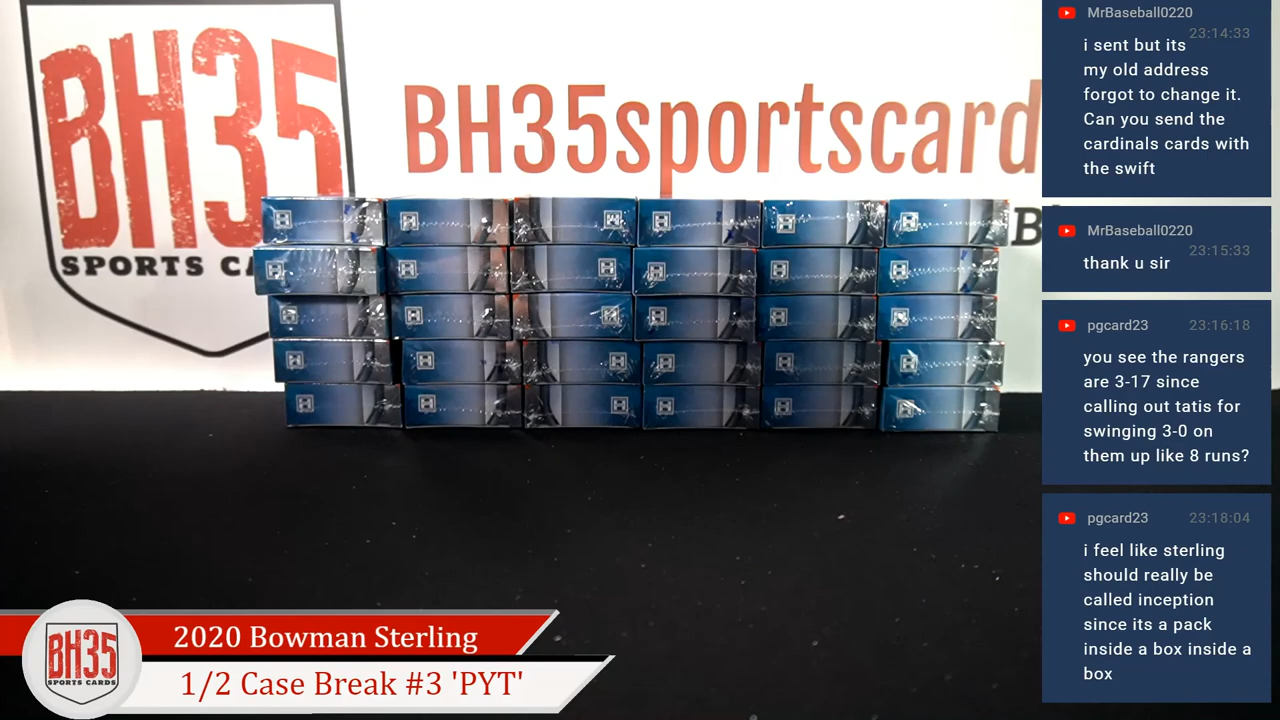 BH35
SPORTS CA
BH35sportscard
B
MrBaseball0220
23:14:33
i sent but its
my old address
forgot to change it.
Can you send the
cardinals cards with
the swift
MrBaseball0220
23:15:33
thank u sir
pgcard23 23:16:18
you see the rangers
are 3-17 since
calling out tatis for
swinging 3-0 on
them up like 8 runs?
pgcard23 23:18:04
i feel like sterling
should really be
called inception
since its a pack
inside a box inside a
box
BH35
SPORTS CARDS
2020 Bowman Sterling
1/2 Case Break #3 'PYT'